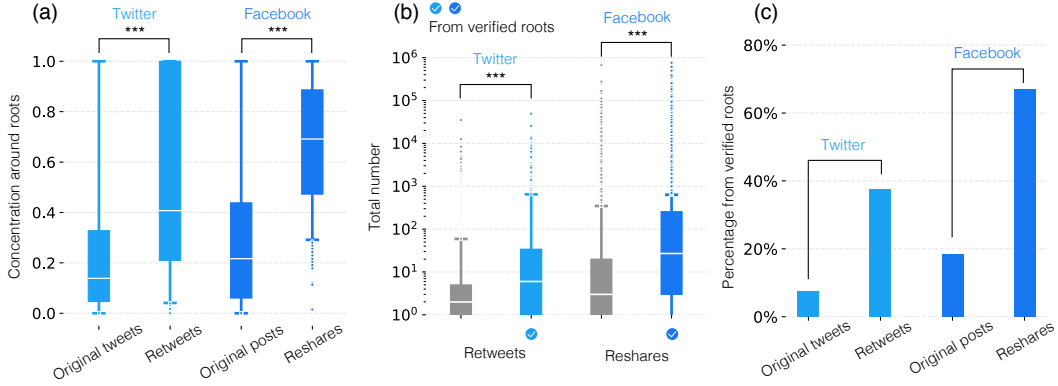 (a)
Twitter
Facebook
***
***
Concentration around roots
1.0
0.8
0.6
0.4
0.2
0.0
Original tweets
Retweets
Original posts
Reshares
(b)
From verified roots
Facebook
***
Twitter
***
Total number
10^6
10^5
10^4
10^3
10^2
10^1
10^0
Retweets
Reshares
(c)
Facebook
Twitter
Percentage from verified roots
80%
60%
40%
20%
0%
Original tweets
Retweets
Original posts
Reshares